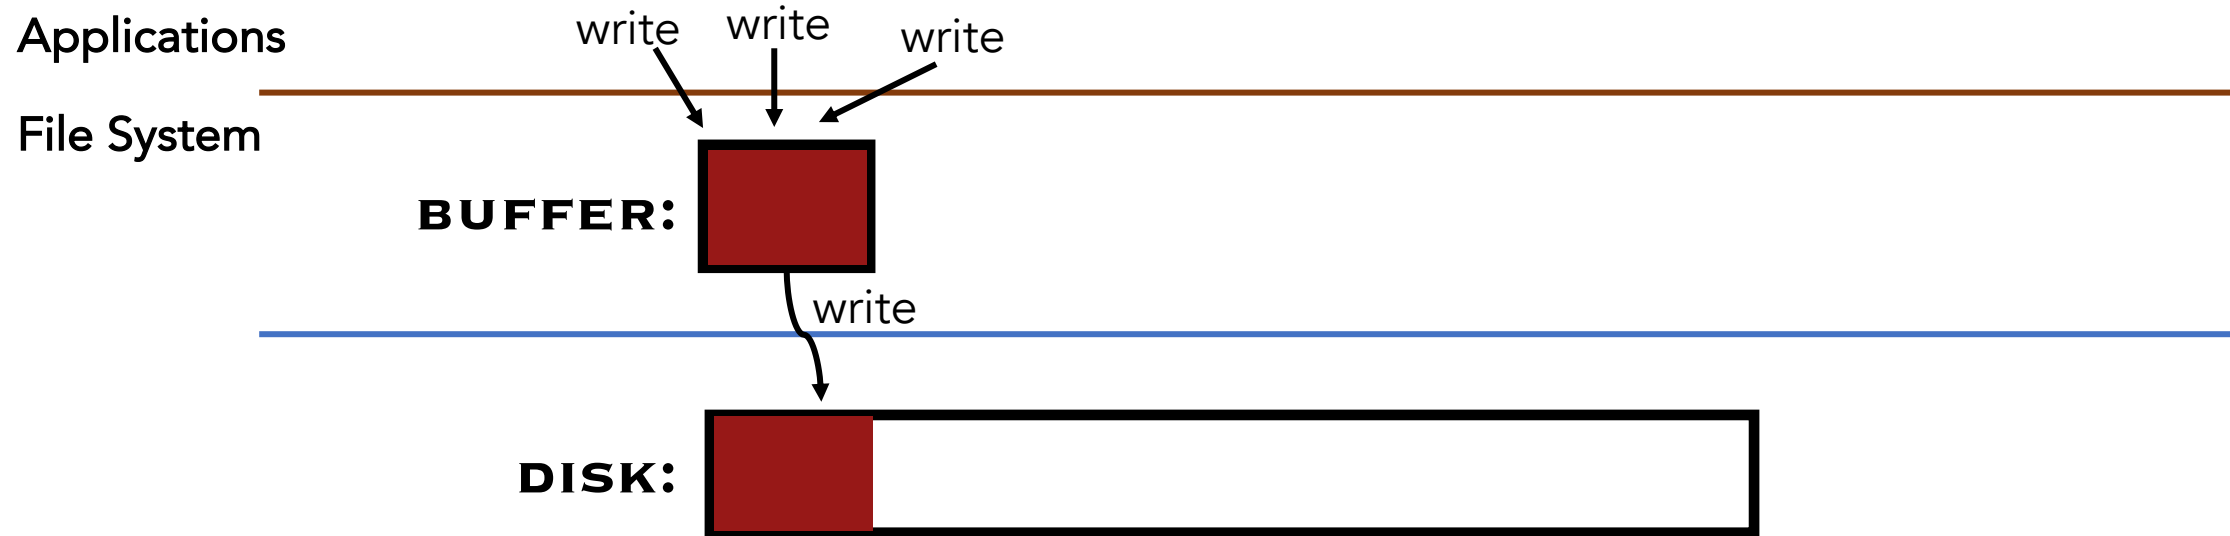 Applications
write
write
write
File System
BUFFER:
write
DISK: